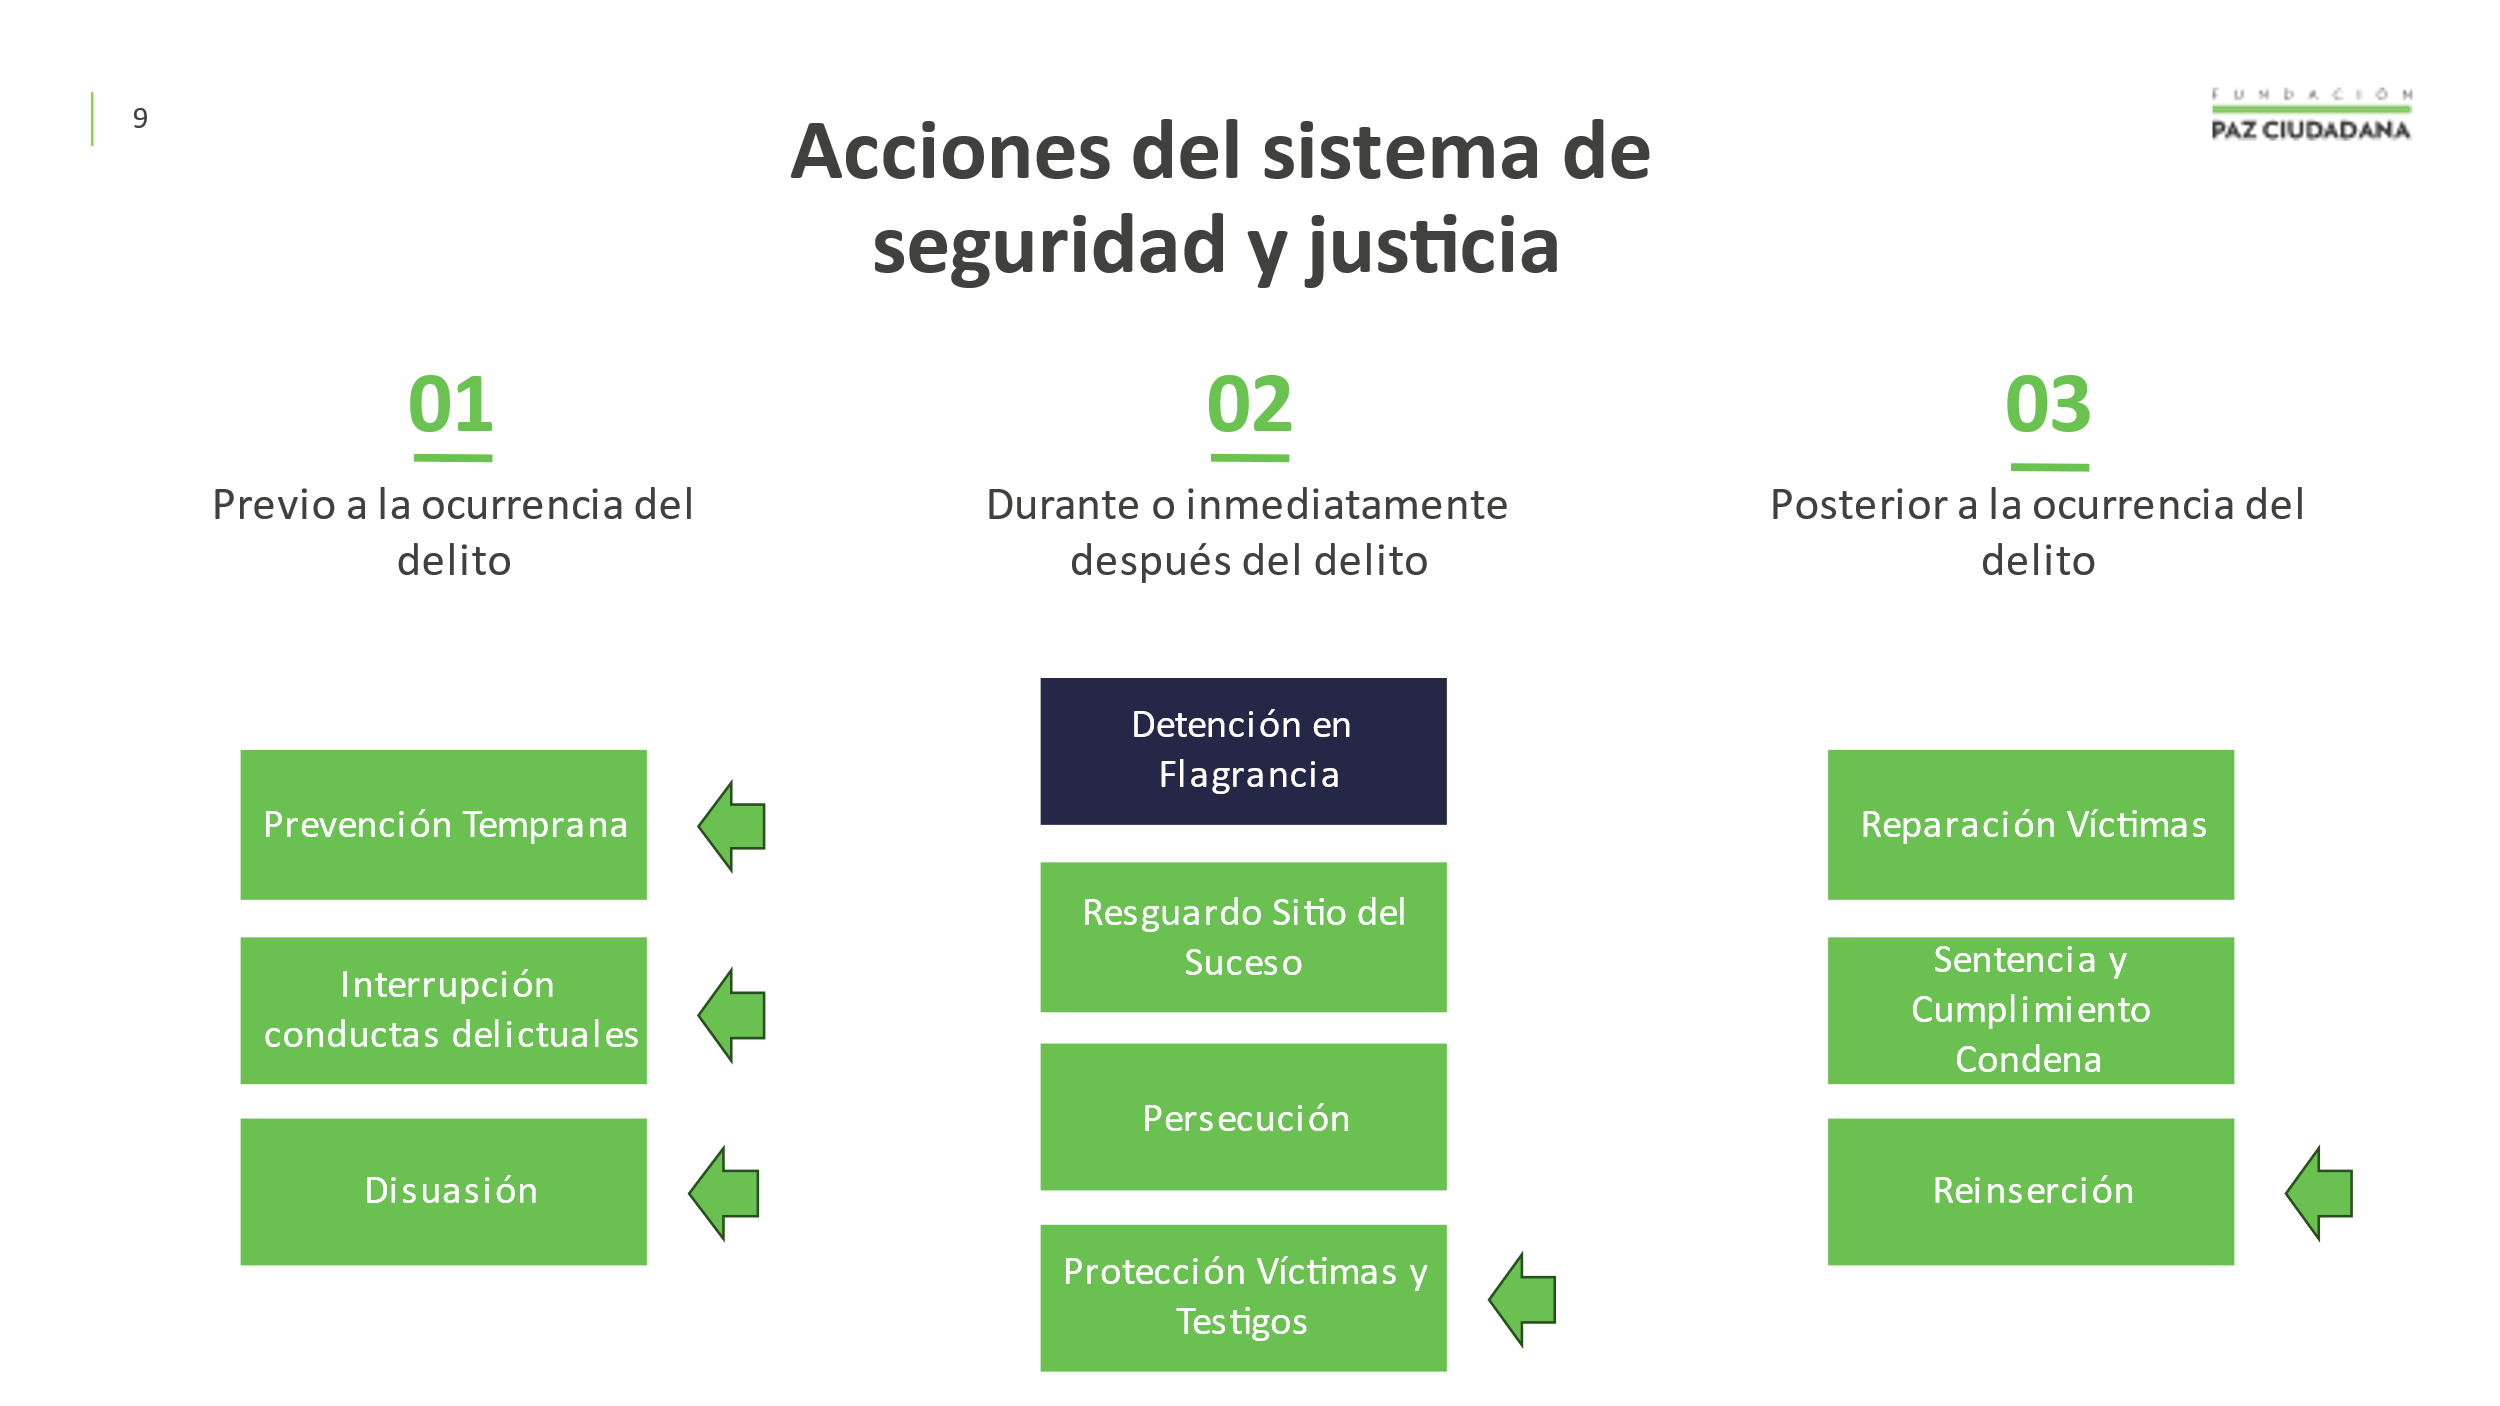 9
FUNDACIÓN
PAZ CIUDADANA
Acciones del sistema de
seguridad y justicia
01
Previo a la ocurrencia del
delito
Prevención Temprana
Interrupción
conductas delictuales
Disuasión
02
Durante o inmediatamente
después del delito
Detención en
Flagrancia
Resguardo Sitio del
Suceso
Persecución
Protección Víctimas y
Testigos
03
Posterior a la ocurrencia del
delito
Reparación Víctimas
Sentencia y
Cumplimiento
Condena
Reinserción